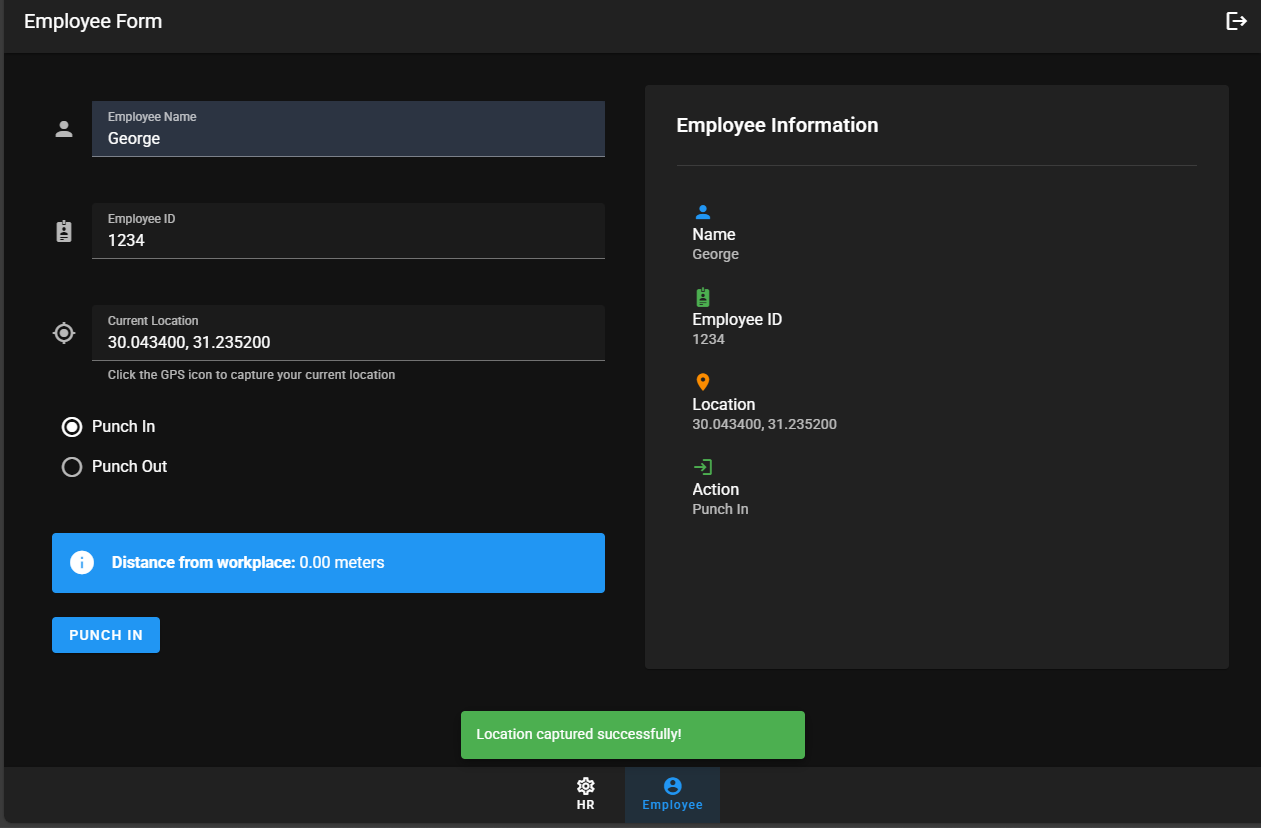 Employee Form
Employee Name
George
Employee ID
1234
Current Location
30.043400, 31.235200
Click the GPS icon to capture your current location
Punch In
Punch Out
Distance from workplace: 0.00 meters
PUNCH IN
Employee Information
Name
George
Employee ID
1234
Location
30.043400, 31.235200
Action
Punch In
Location captured successfully!
HR
Employee